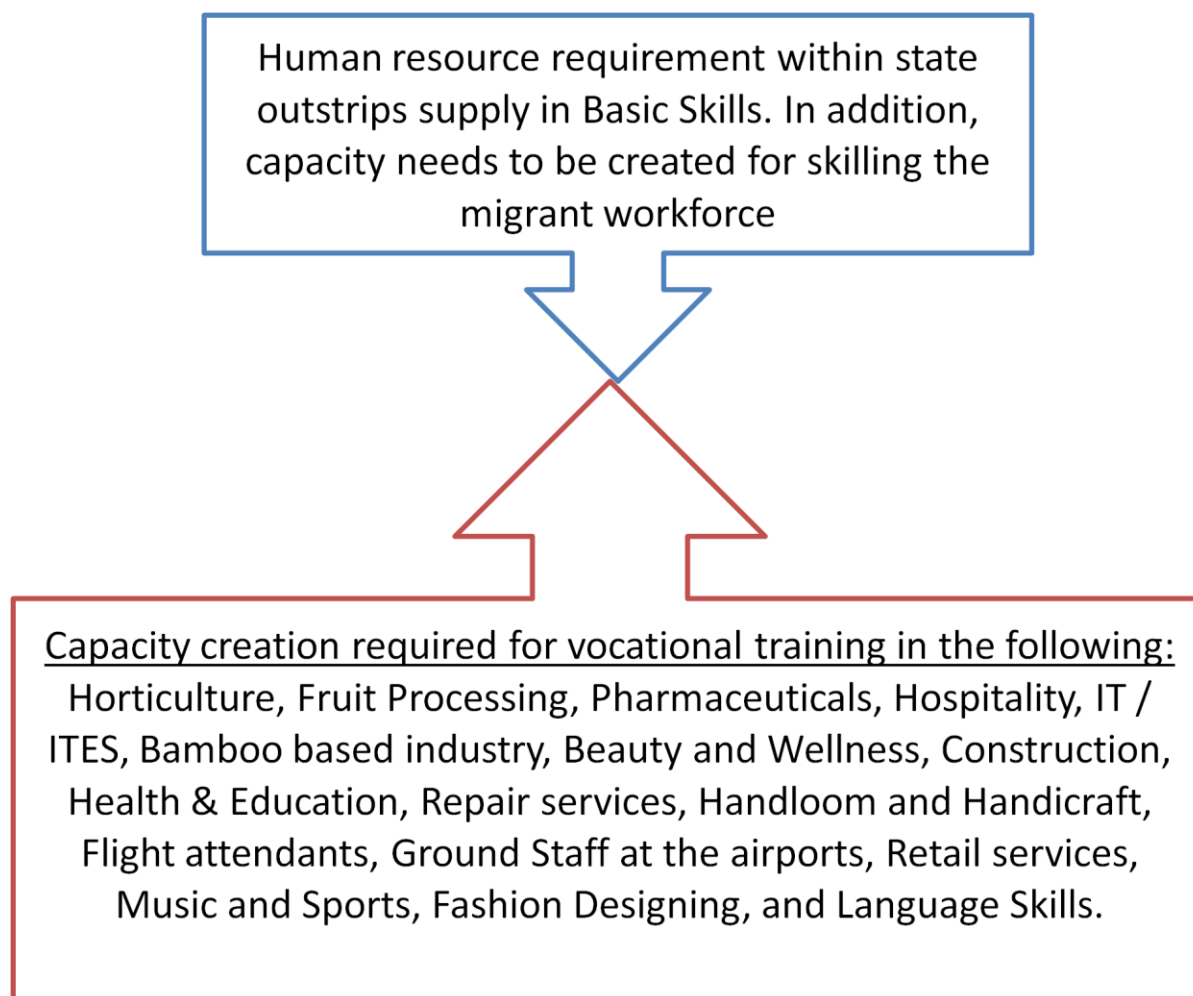 Human resource requirement within state
outstrips supply in Basic Skills. In addition,
capacity needs to be created for skilling the
migrant workforce
Capacity creation required for vocational training in the following:
Horticulture, Fruit Processing, Pharmaceuticals, Hospitality, IT /
ITES, Bamboo based industry, Beauty and Wellness, Construction,
Health & Education, Repair services, Handloom and Handicraft,
Flight attendants, Ground Staff at the airports, Retail services,
Music and Sports, Fashion Designing, and Language Skills.